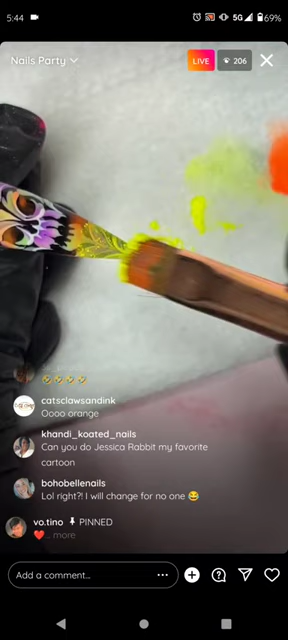 5:44 5G 69%
Nails Party LIVE 206
🤣🤣🤣🤣
catsclawsandink
Oooo orange
khandi_koated_nails
Can you do Jessica Rabbit my favorite
cartoon
bohobellenails
Lol right?! I will change for no one 😂
vo.tino PINNED
❤️... more
Add a comment...